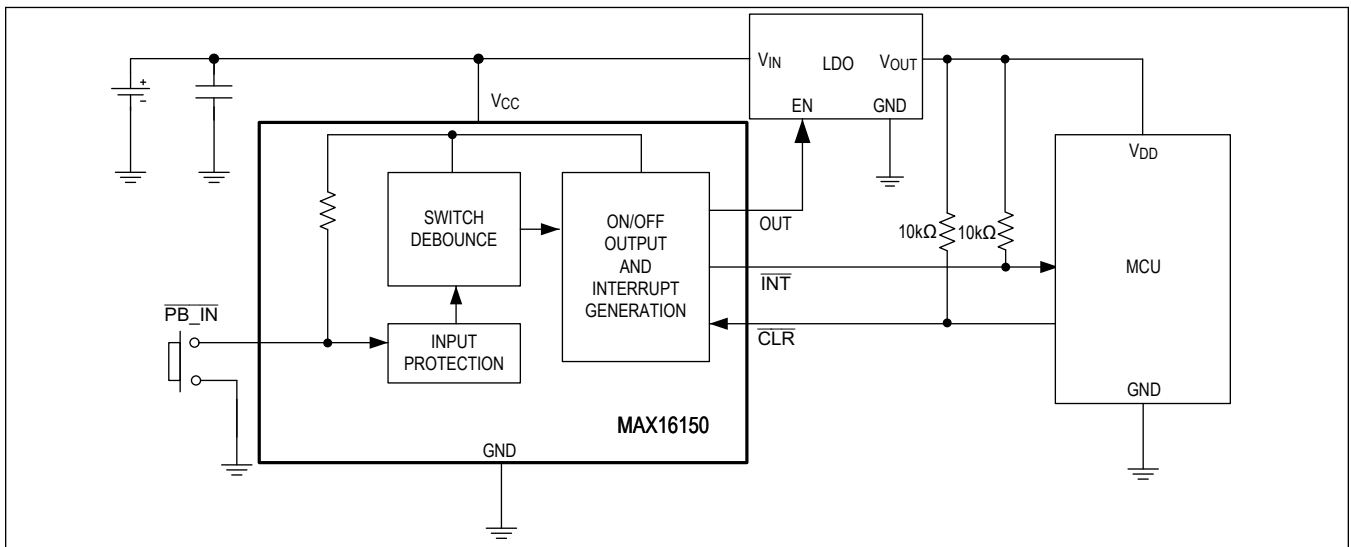 VIN
LDO
VOUT
EN
GND
VCC
+
-
VDD
SWITCH
DEBOUNCE
ON/OFF
OUTPUT
AND
INTERRUPT
GENERATION
OUT
10kΩ
10kΩ
MCU
INT
PB_IN
INPUT
PROTECTION
CLR
MAX16150
GND
GND